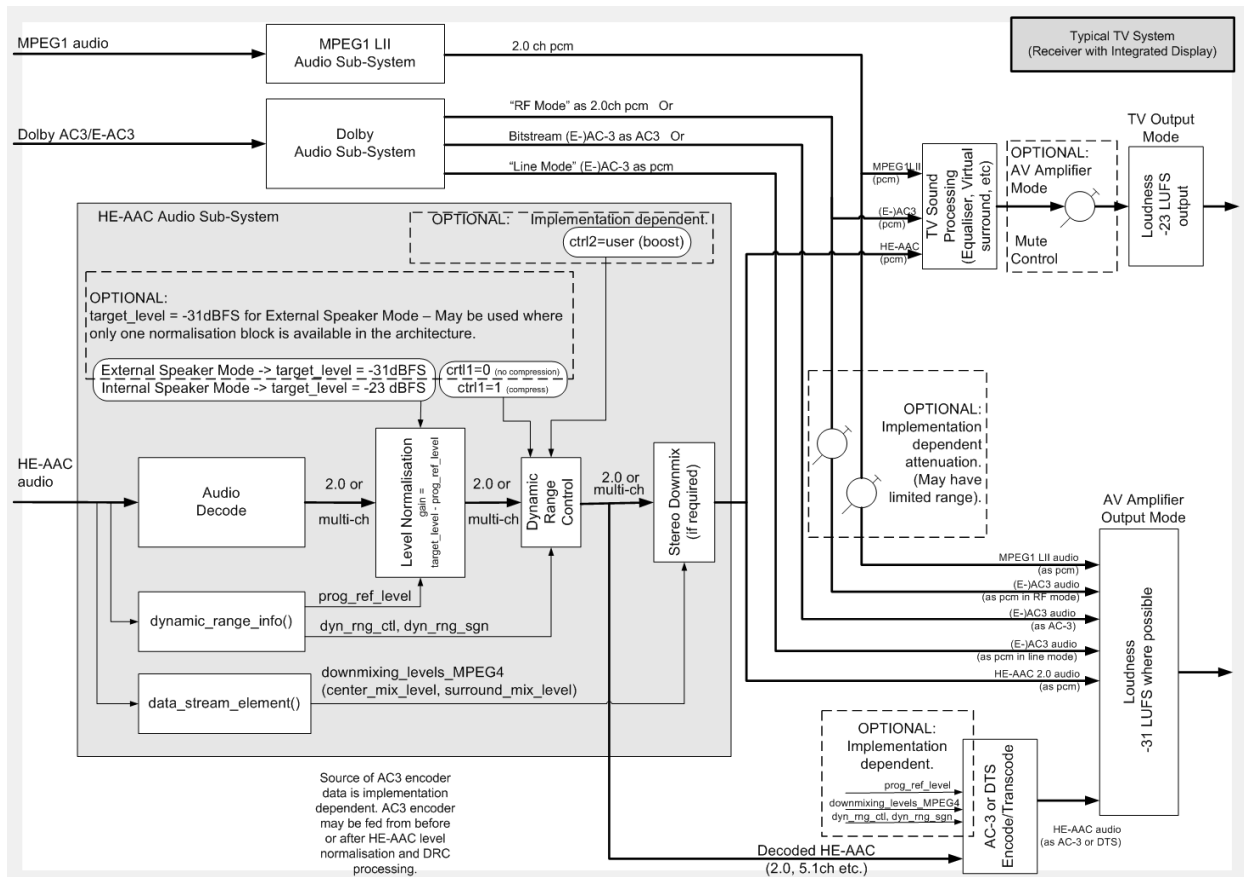 MPEG1 audio
MPEG1 LII
Audio Sub-System
2.0 ch pcm
Typical TV System
(Receiver with Integrated Display)
Dolby AC3/E-AC3
Dolby
Audio Sub-System
“RF Mode” as 2.0ch pcm Or
Bitstream (E-)AC-3 as AC3 Or
“Line Mode” (E-)AC-3 as pcm
MPEG1LII
(pcm)
(E-)AC3
(pcm)
HE-AAC
(pcm)
TV Sound
Processing
(Equaliser, Virtual
surround, etc)
OPTIONAL:
AV Amplifier
Mode
Mute
Control
TV Output
Mode
Loudness
-23 LUFS
output
HE-AAC Audio Sub-System
OPTIONAL: Implementation dependent.
ctrl2=user (boost)
OPTIONAL:
target_level = -31dBFS for External Speaker Mode – May be used where
only one normalisation block is available in the architecture.
External Speaker Mode -> target_level = -31dBFS
Internal Speaker Mode -> target_level = -23 dBFS
crtl1=0 (no compression)
ctrl1=1 (compress)
HE-AAC
audio
Audio
Decode
2.0 or
multi-ch
Level Normalisation
gain =
target_level - prog_ref_level
2.0 or
multi-ch
Dynamic
Range
Control
2.0 or
multi-ch
Stereo Downmix
(if required)
OPTIONAL:
Implementation
dependent
attenuation.
(May have
limited range).
dynamic_range_info()
prog_ref_level
dyn_rng_ctl, dyn_rng_sgn
data_stream_element()
downmixing_levels_MPEG4
(center_mix_level, surround_mix_level)
AV Amplifier
Output Mode
MPEG1 LII audio
(as pcm)
(E-)AC3 audio
(as pcm in RF mode)
(E-)AC3 audio
(as AC-3)
(E-)AC3 audio
(as pcm in line mode)
HE-AAC 2.0 audio
(as pcm)
Loudness
-31 LUFS where possible
Source of AC3 encoder
data is implementation
dependent. AC3 encoder
may be fed from before
or after HE-AAC level
normalisation and DRC
processing.
OPTIONAL:
Implementation
dependent.
prog_ref_level
downmixing_levels_MPEG4
dyn_rng_ctl, dyn_rng_sgn
AC-3 or DTS
Encode/Transcode
HE-AAC audio
(as AC-3 or DTS)
Decoded HE-AAC
(2.0, 5.1ch etc.)